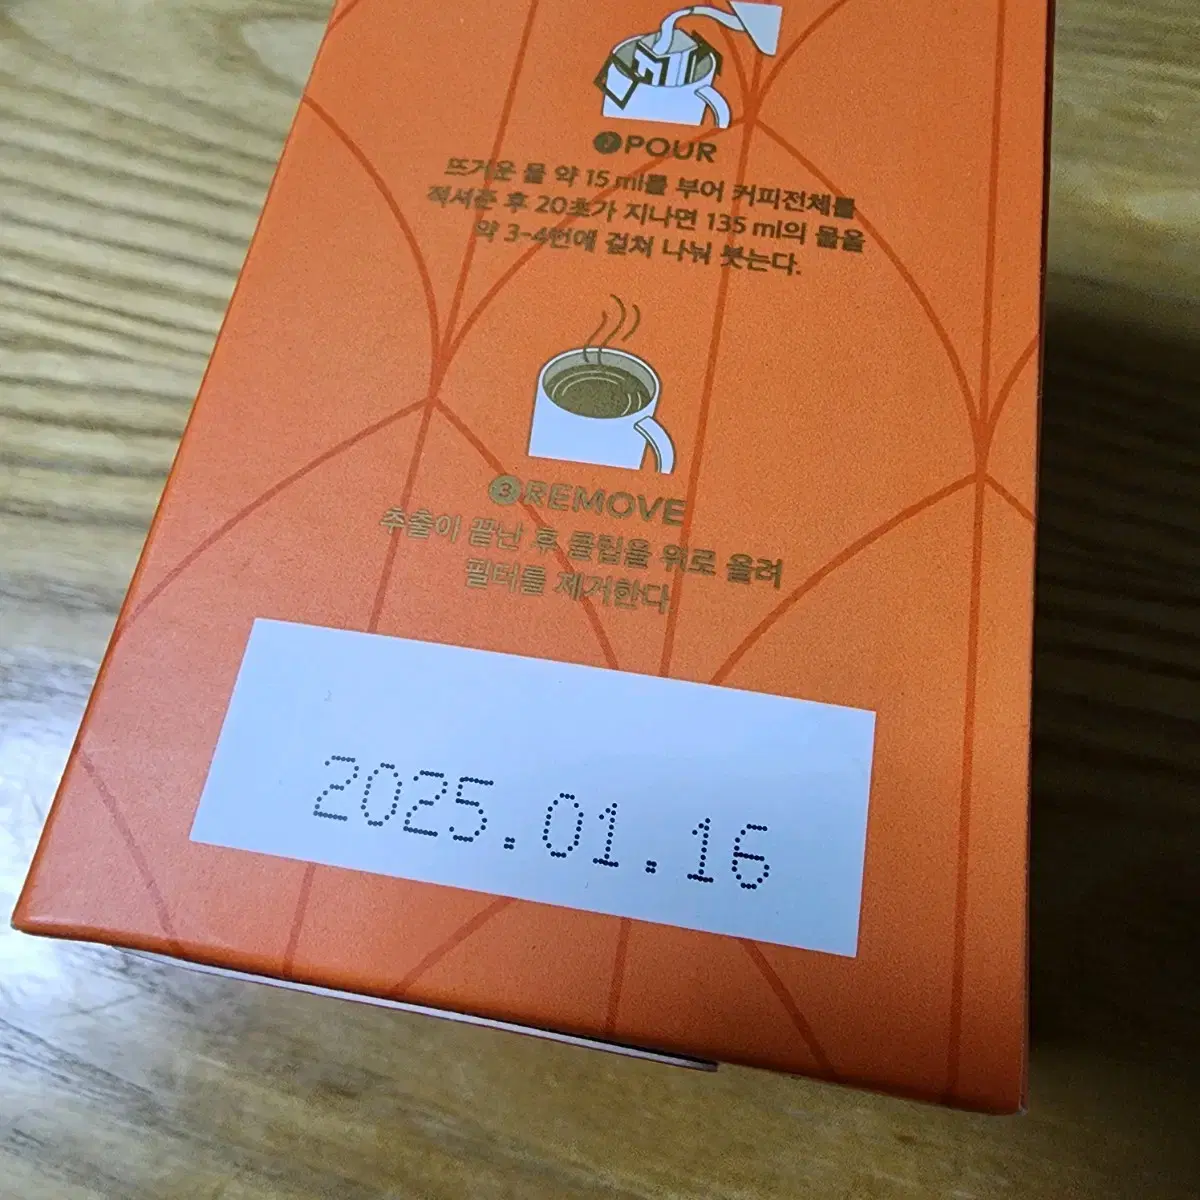 ❷POUR
뜨거운 물 약 15 ml를 부어 커피전체를
적셔준 후 20초가 지나면 135 ml의 물을
약 3-4번에 걸쳐 나눠 붓는다.
❸REMOVE
추출이 끝난 후 클립을 위로 올려
필터를 제거한다.
2025.01.16